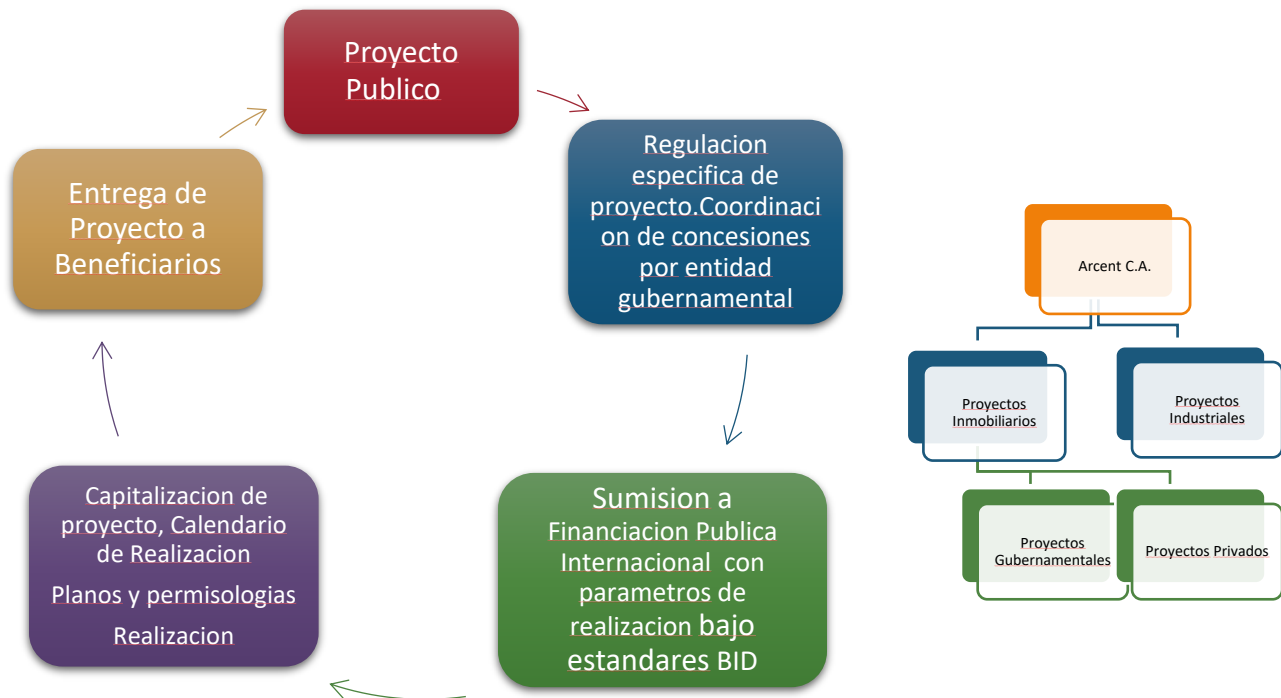 Proyecto
Publico
Regulacion
especifica de
proyecto.Coordinaci
on de concesiones
por entidad
gubernamental
Sumision a
Financiacion Publica
Internacional con
parametros de
realizacion bajo
estandares BID
Capitalizacion de
proyecto, Calendario
de Realizacion
Planos y permisologias
Realizacion
Entrega de
Proyecto a
Beneficiarios
Arcent C.A.
Proyectos
Inmobiliarios
Proyectos
Industriales
Proyectos
Gubernamentales
Proyectos Privados